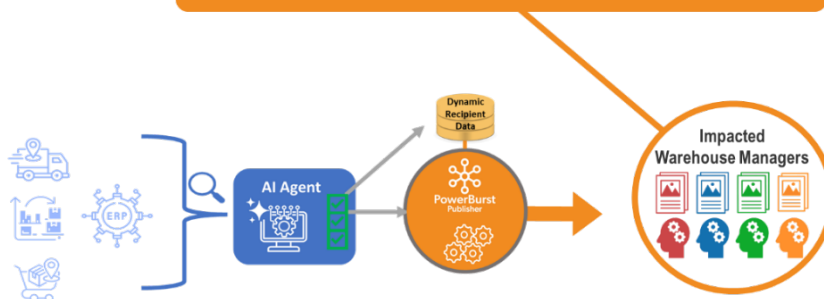 Dynamic
Recipient
Data
Impacted
Warehouse Managers
AI Agent
PowerBurst
Publisher
ERP